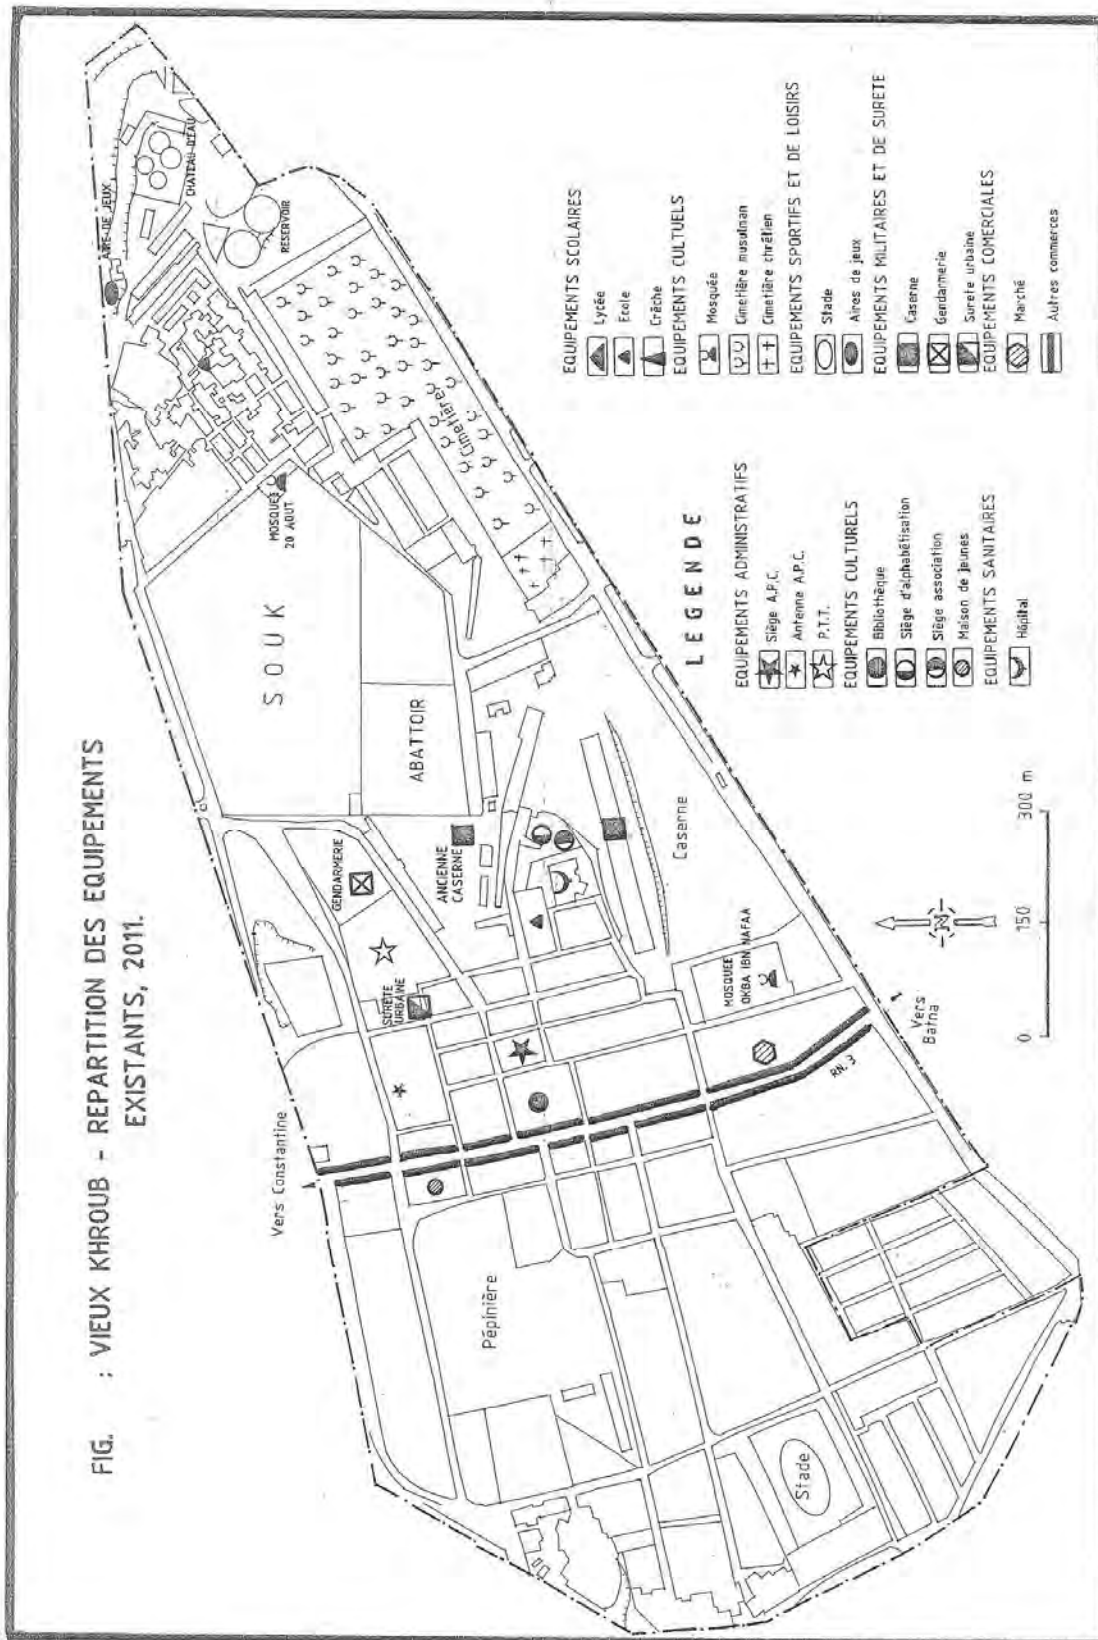 FIG. : VIEUX KHROUB - REPARTITION DES EQUIPEMENTS
EXISTANTS, 2011.
Vers Constantine
Pépinière
Stade
SURETE
URBAINE
GENDARMERIE
ANCIENNE
CASERNE
ABATTOIR
SOUK
MOSQUEE
20 AOUT
AIRE DE JEUX
CHATEAU D'EAU
RESERVOIR
Cimetières
Caserne
MOSQUEE
OKBA IBN NAFAA
RN. 3
Vers
Batna
N
0 150 300 m
LEGENDE
EQUIPEMENTS ADMINISTRATIFS
Siège A.P.C.
Antenne A.P.C.
P.T.T.
EQUIPEMENTS CULTURELS
Bibliothèque
Siège d'alphabétisation
Siège association
Maison de jeunes
EQUIPEMENTS SANITAIRES
Hôpital
EQUIPEMENTS SCOLAIRES
Lycée
Ecole
Crèche
EQUIPEMENTS CULTUELS
Mosquée
Cimetière musulman
Cimetière chrétien
EQUIPEMENTS SPORTIFS ET DE LOISIRS
Stade
Aires de jeux
EQUIPEMENTS MILITAIRES ET DE SURETE
Caserne
Gendarmerie
Surete urbaine
EQUIPEMENTS COMERCIALES
Marché
Autres commerces